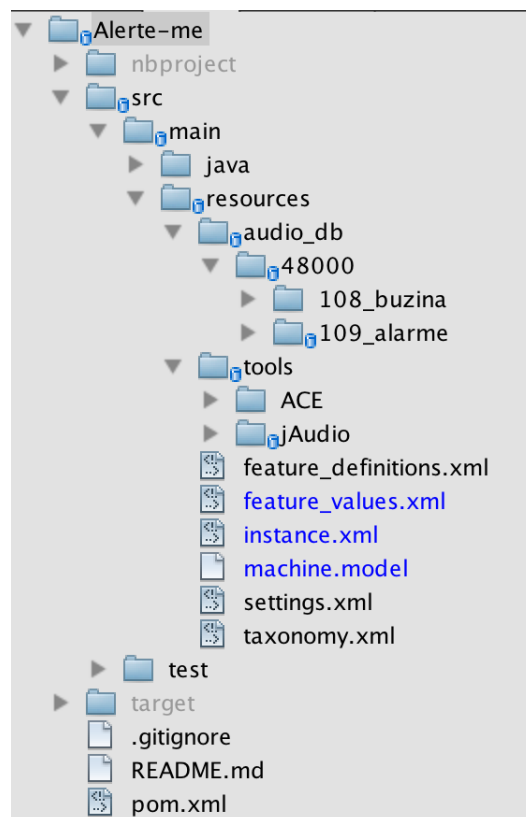 Alerte-me
nbproject
src
main
java
resources
audio_db
48000
108_buzina
109_alarme
tools
ACE
jAudio
feature_definitions.xml
feature_values.xml
instance.xml
machine.model
settings.xml
taxonomy.xml
test
target
.gitignore
README.md
pom.xml